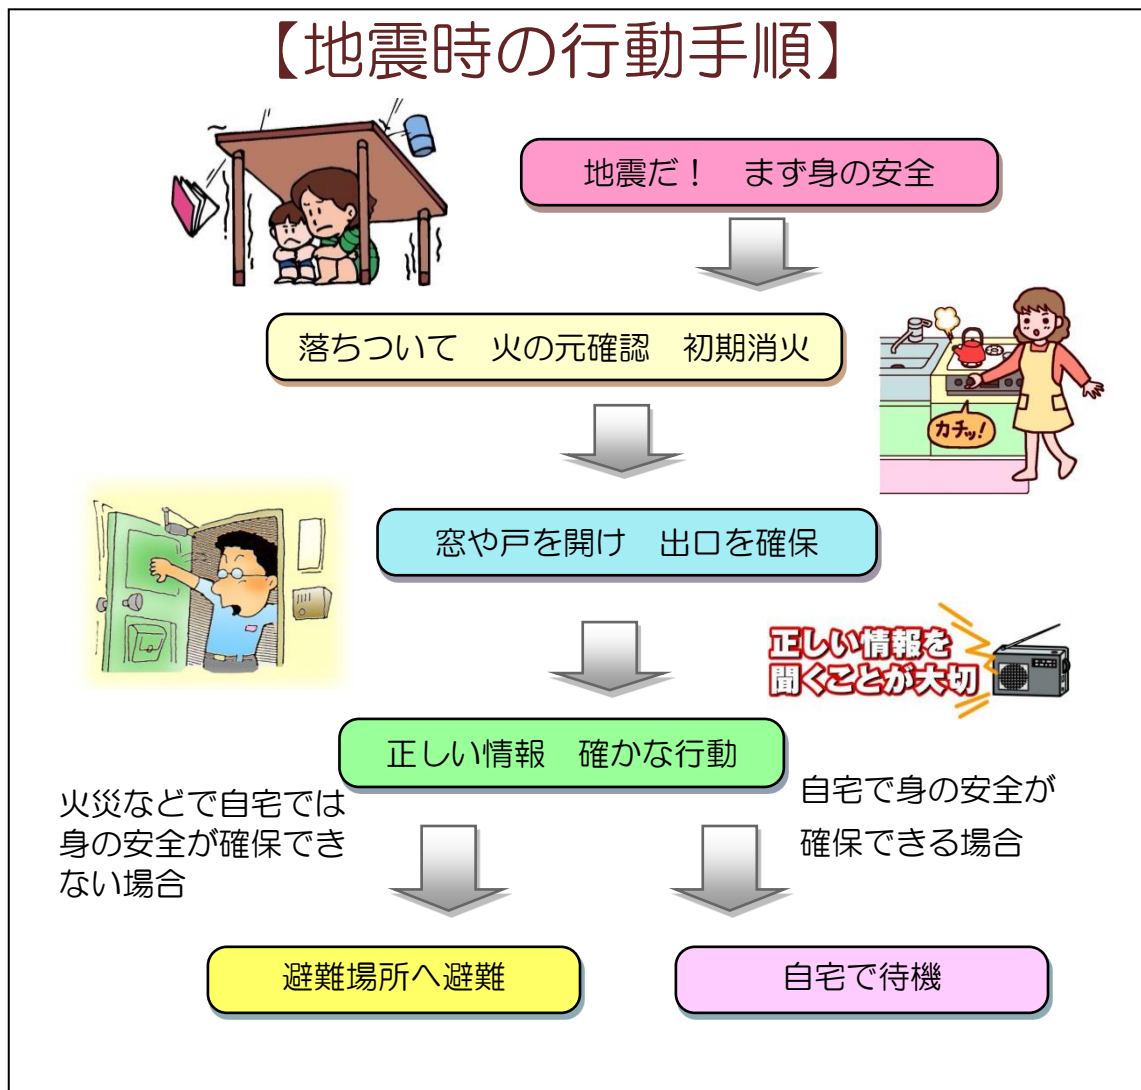 【地震時の行動手順】
地震だ！　まず身の安全
落ちついて　火の元確認　初期消火
カチッ!
窓や戸を開け　出口を確保
正しい情報を
聞くことが大切
正しい情報　確かな行動
火災などで自宅では
身の安全が確保でき
ない場合
自宅で身の安全が
確保できる場合
避難場所へ避難
自宅で待機